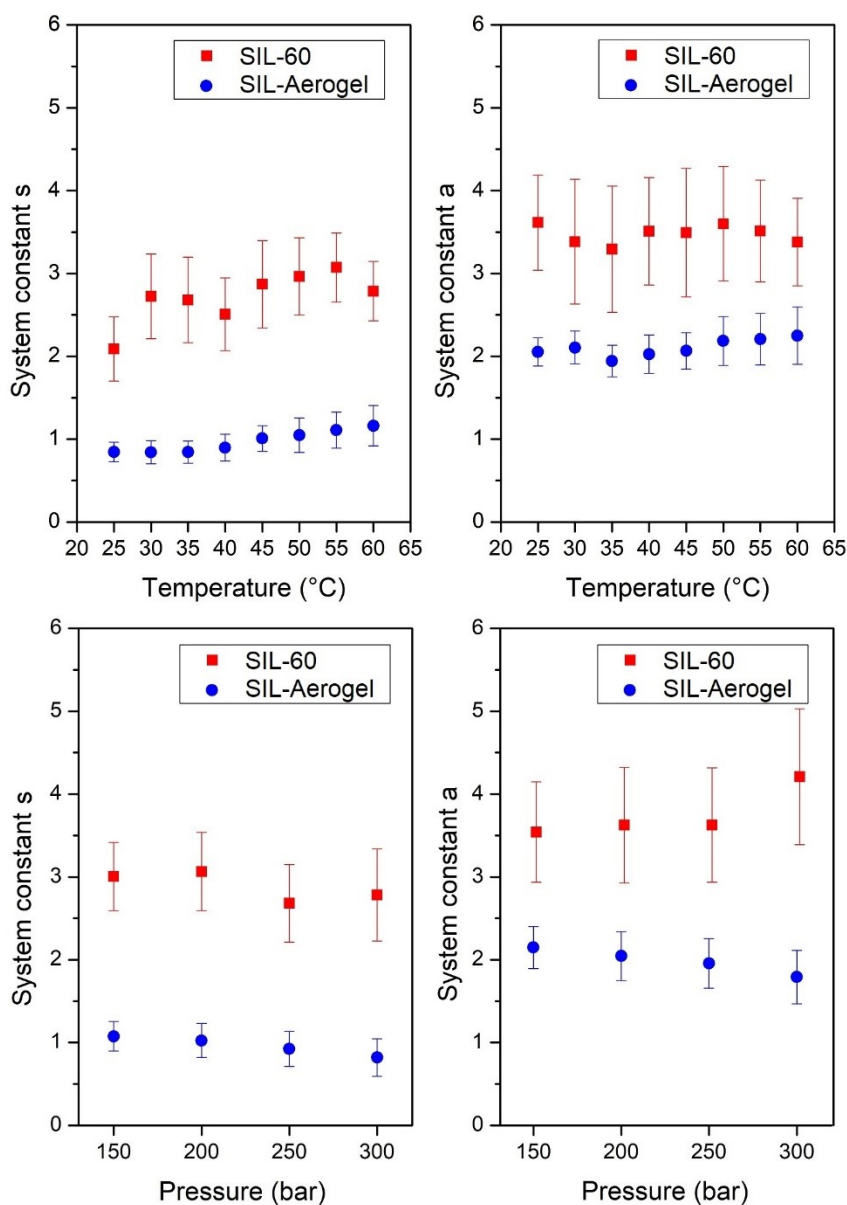 SIL-60
SIL-Aerogel
System constant s
6
5
4
3
2
1
0
20 25 30 35 40 45 50 55 60 65
Temperature (°C)
SIL-60
SIL-Aerogel
System constant a
6
5
4
3
2
1
0
20 25 30 35 40 45 50 55 60 65
Temperature (°C)
SIL-60
SIL-Aerogel
System constant s
6
5
4
3
2
1
0
150 200 250 300
Pressure (bar)
SIL-60
SIL-Aerogel
System constant a
6
5
4
3
2
1
0
150 200 250 300
Pressure (bar)